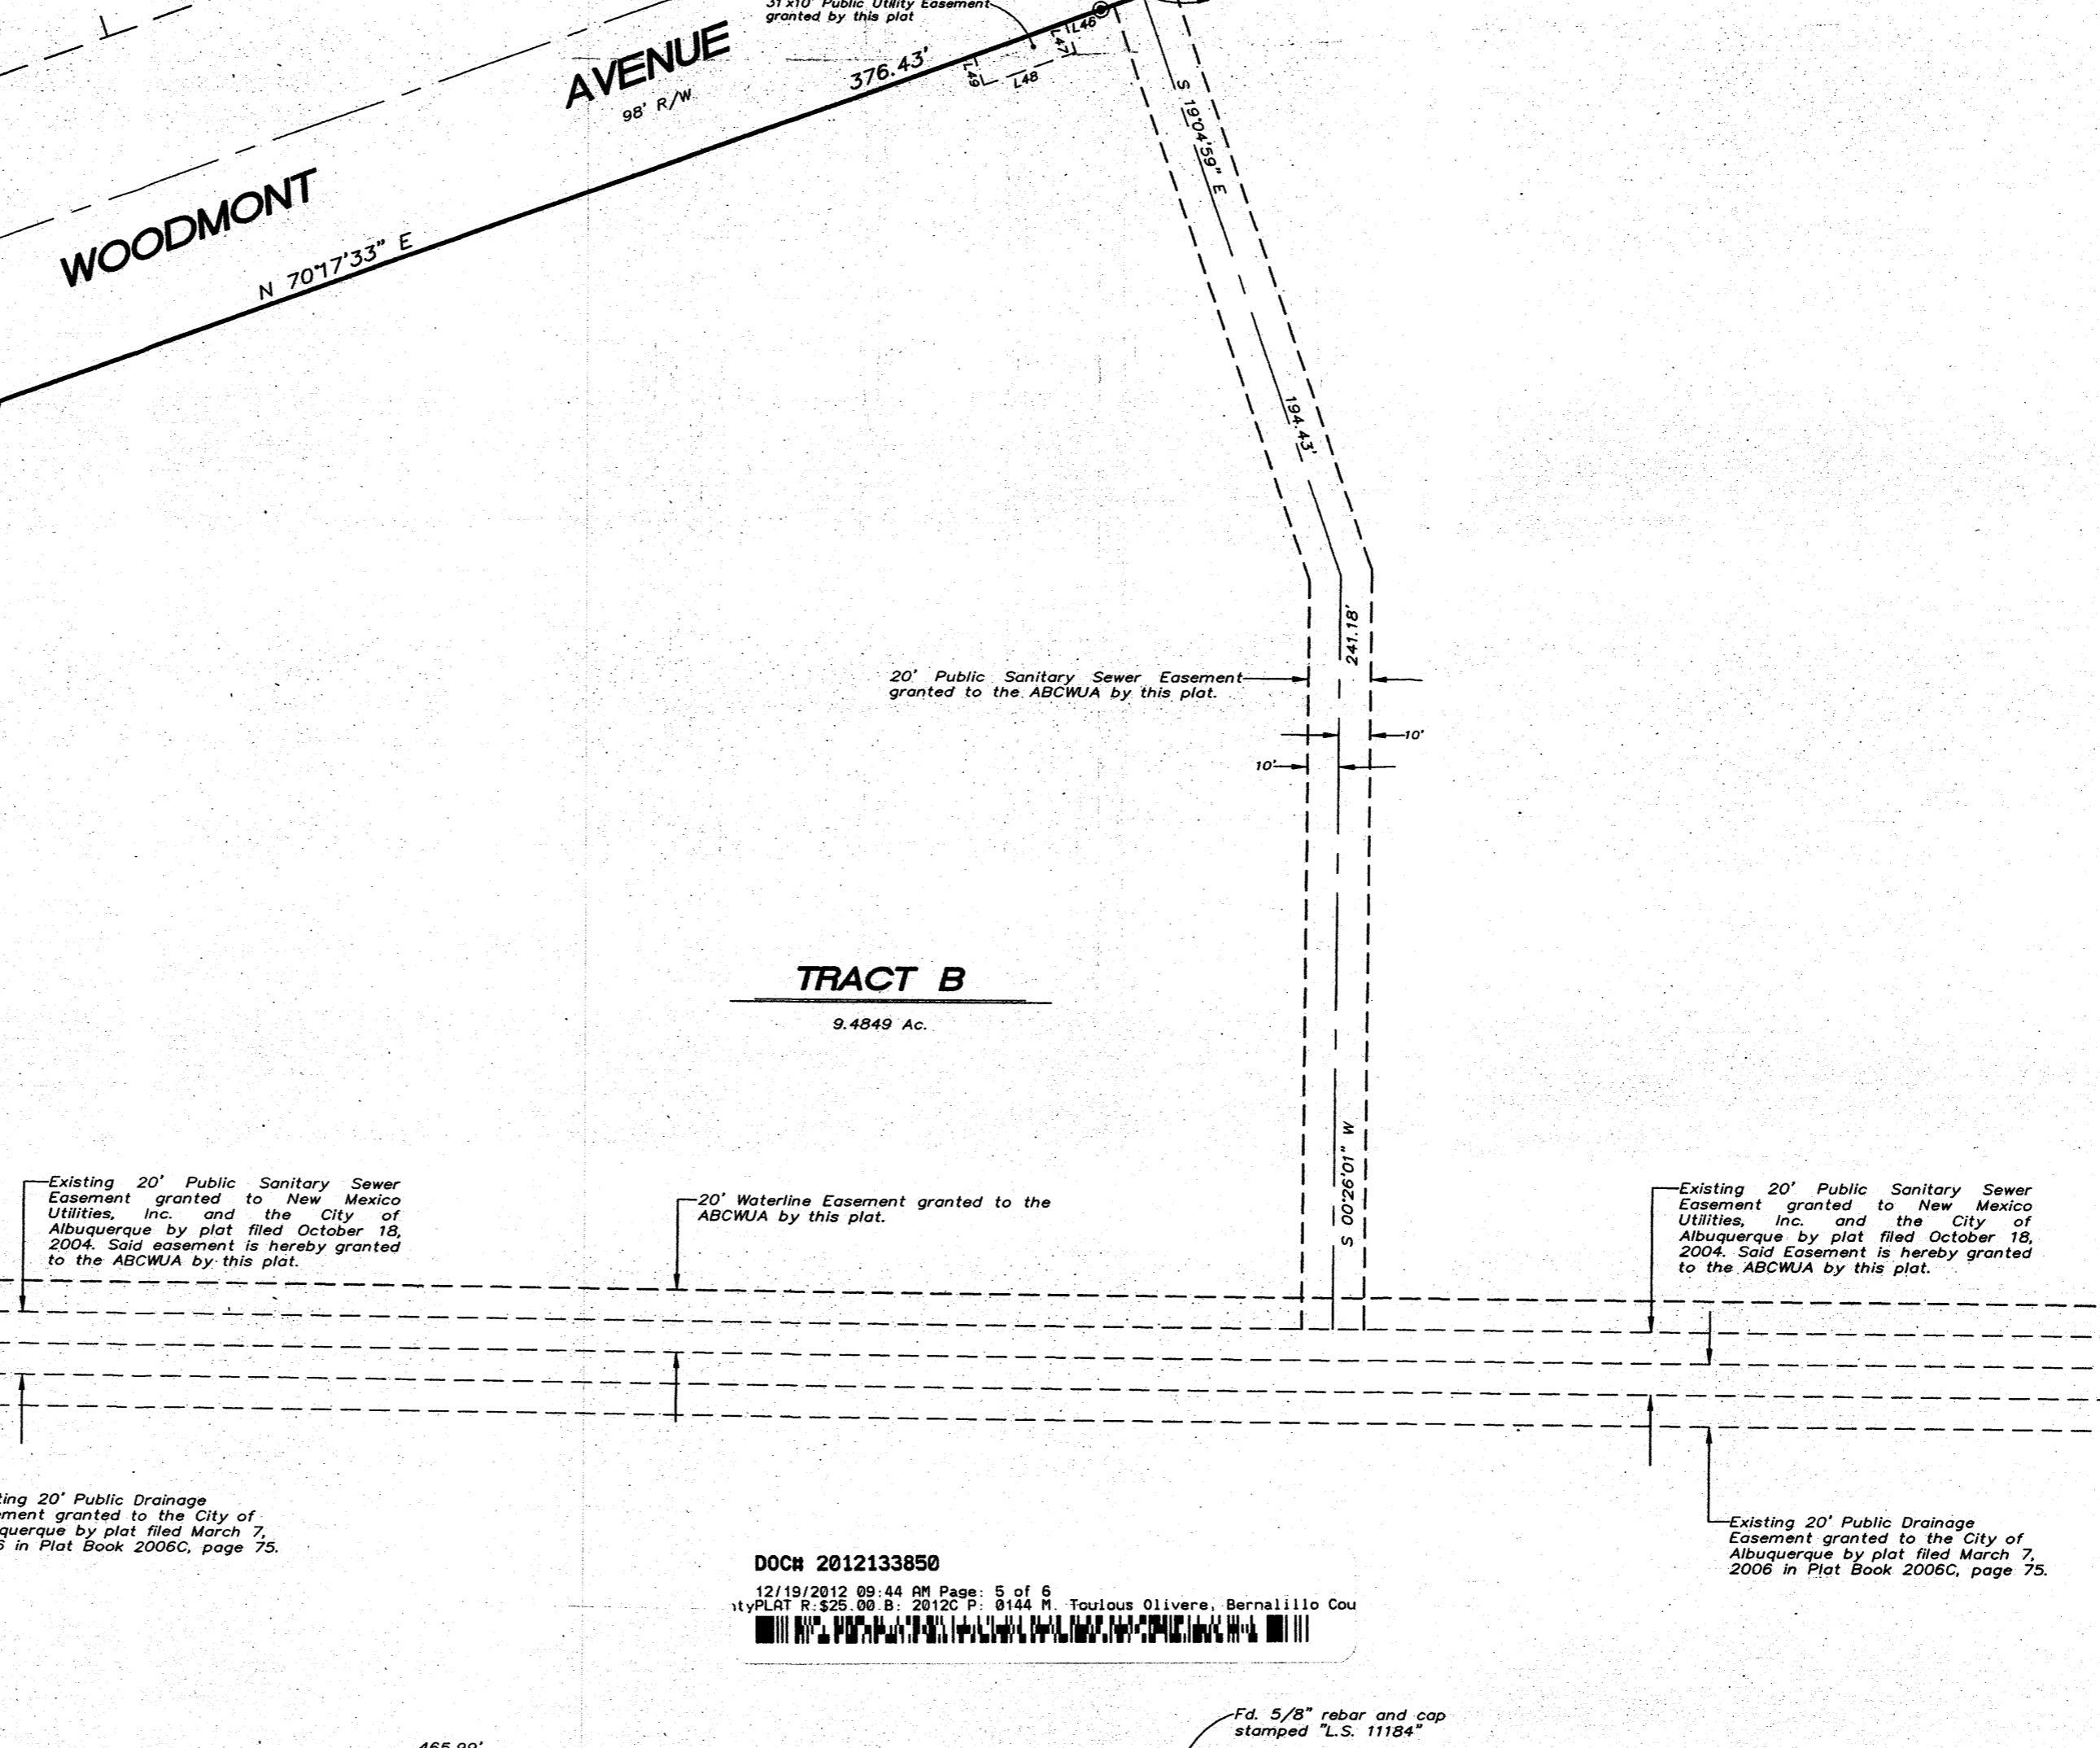 31'x10' Public Utility Easement
granted by this plat
AVENUE
98' R/W
376.43'
L46
L47
L48
L49
WOODMONT
N 70°17'33" E
S 19°04'59" E
194.43'
241.18'
20' Public Sanitary Sewer Easement
granted to the ABCWUA by this plat.
10'
10'
TRACT B
9.4849 Ac.
S 00°26'01" W
Existing 20' Public Sanitary Sewer
Easement granted to New Mexico
Utilities, Inc. and the City of
Albuquerque by plat filed October 18,
2004. Said easement is hereby granted
to the ABCWUA by this plat.
20' Waterline Easement granted to the
ABCWUA by this plat.
Existing 20' Public Sanitary Sewer
Easement granted to New Mexico
Utilities, Inc. and the City of
Albuquerque by plat filed October 18,
2004. Said Easement is hereby granted
to the ABCWUA by this plat.
ting 20' Public Drainage
ement granted to the City of
querque by plat filed March 7,
6 in Plat Book 2006C, page 75.
Existing 20' Public Drainage
Easement granted to the City of
Albuquerque by plat filed March 7,
2006 in Plat Book 2006C, page 75.
DOC# 2012133850
12/19/2012 09:44 AM Page: 5 of 6
ityPLAT R:$25.00 B: 2012C P: 0144 M. Toulous Olivere, Bernalillo Cou
Fd. 5/8" rebar and cap
stamped "L.S. 11184"
465.99'